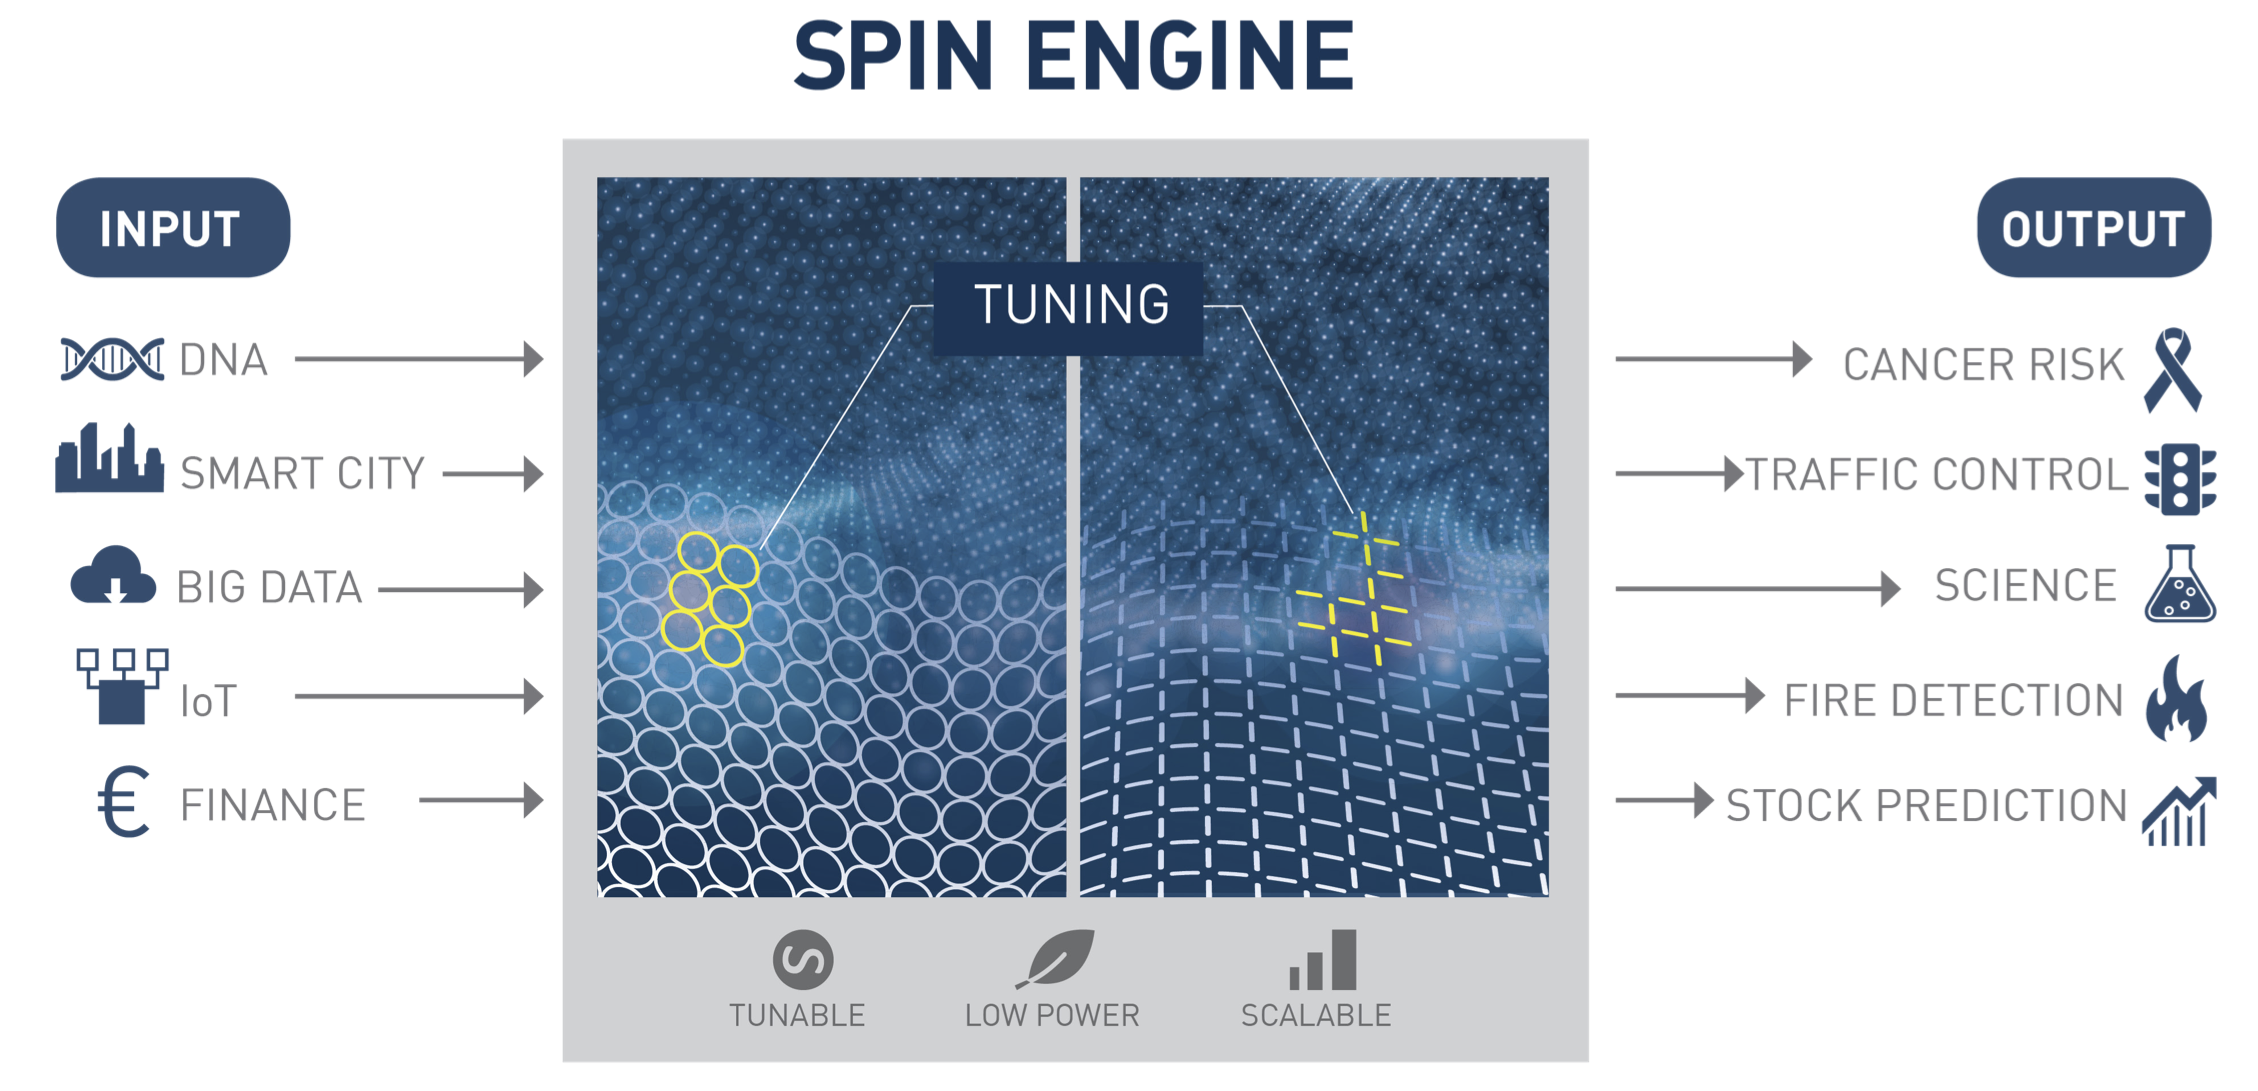 SPIN ENGINE
INPUT
DNA
SMART CITY
BIG DATA
IoT
FINANCE
TUNING
TUNABLE
LOW POWER
SCALABLE
OUTPUT
CANCER RISK
TRAFFIC CONTROL
SCIENCE
FIRE DETECTION
STOCK PREDICTION